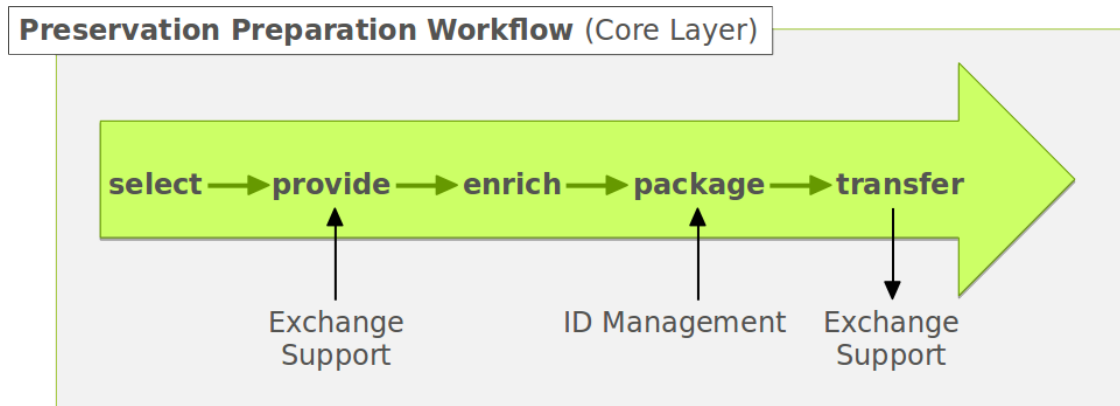 Preservation Preparation Workflow (Core Layer)
select provide enrich package transfer
Exchange
Support
ID Management
Exchange
Support